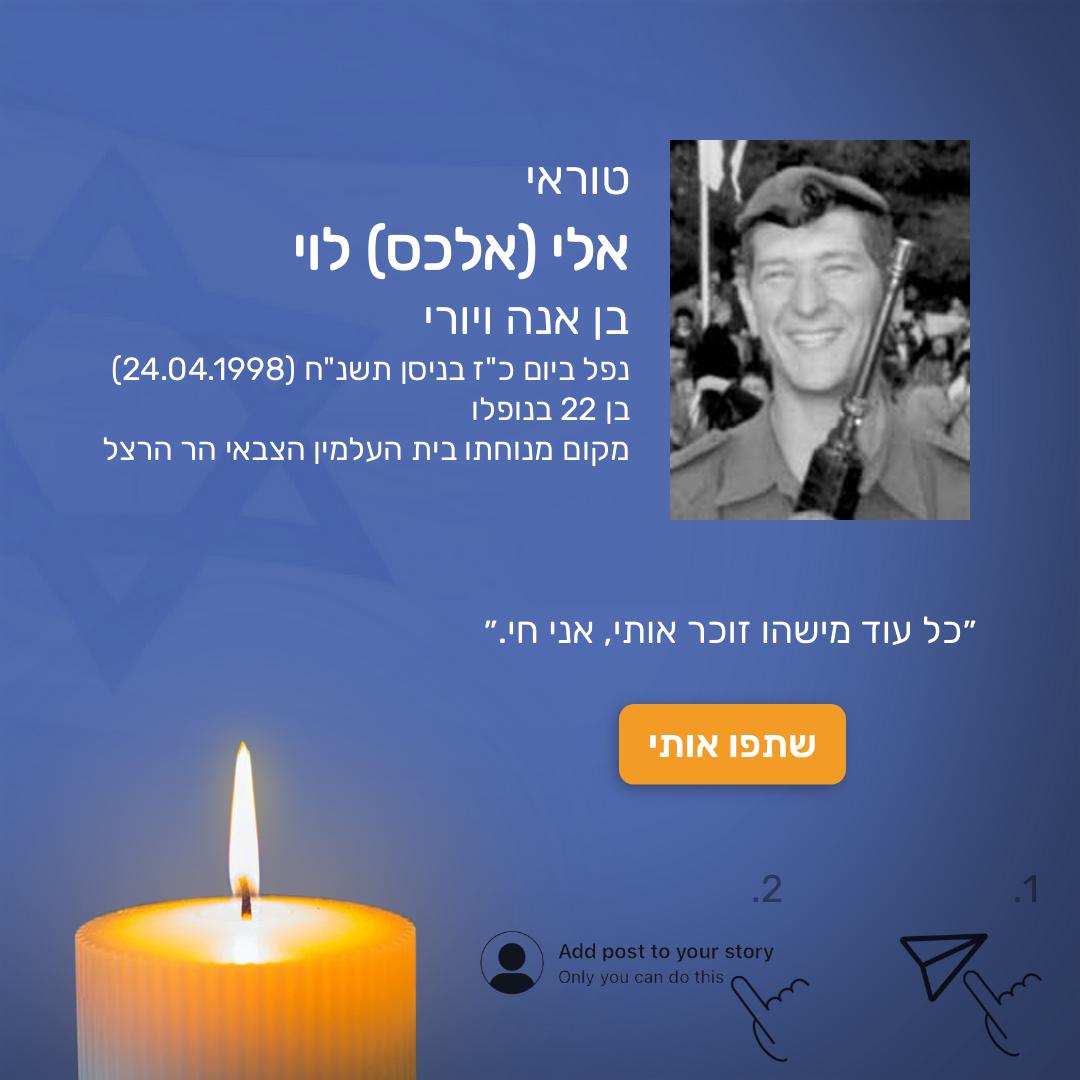 טוראי
אלי (אלכס) לוי
בן אנה ויורי
נפל ביום כ"ז בניסן תשנ"ח (24.04.1998)
בן 22 בנופלו
מקום מנוחתו בית העלמין הצבאי הר הרצל
״כל עוד מישהו זוכר אותי, אני חי.״
שתפו אותי
1.
2.
Add post to your story
Only you can do this